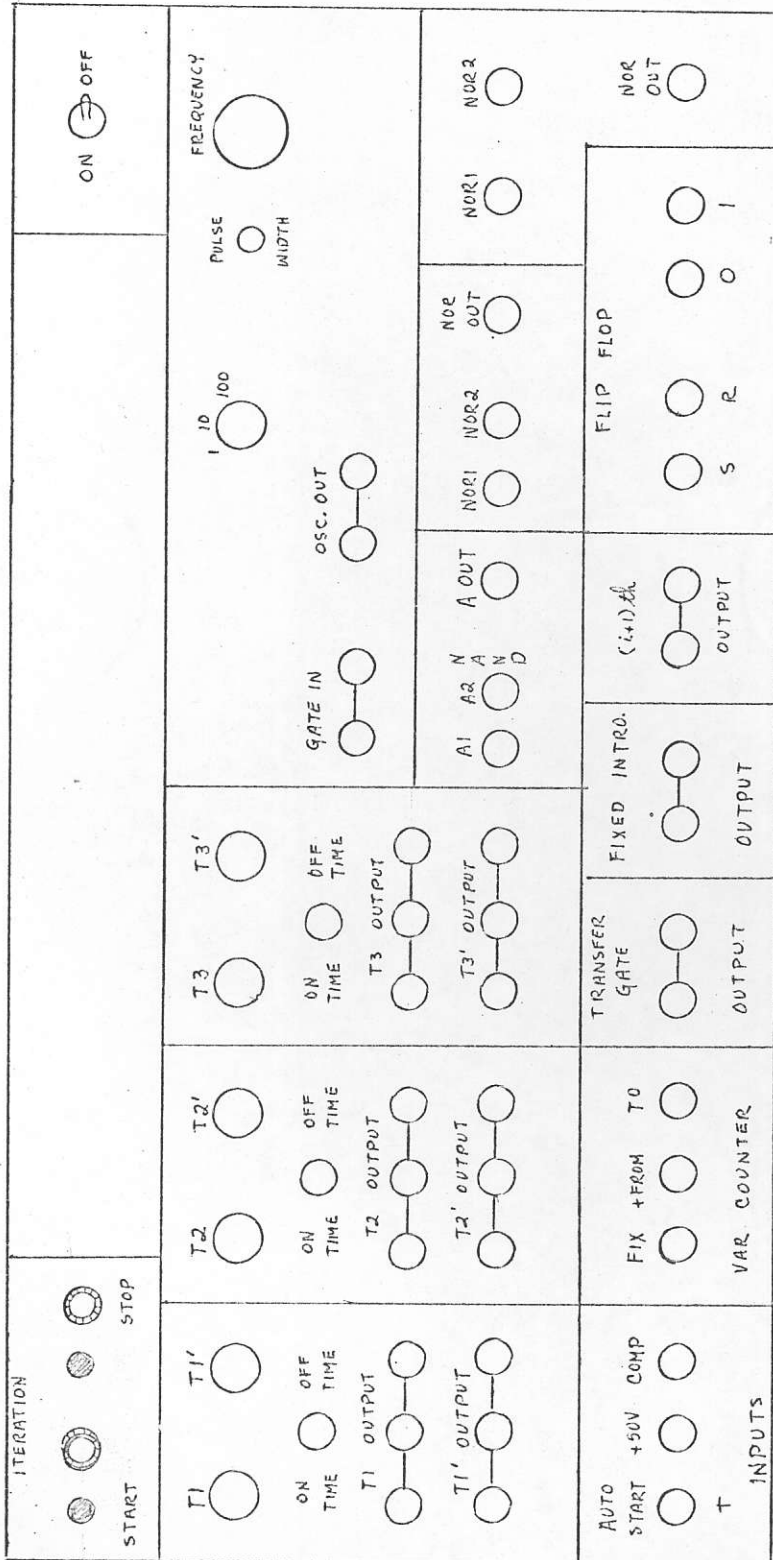 ITERATION
START
STOP
ON
OFF
T1
T1'
ON
TIME
OFF
TIME
T1 OUTPUT
T1' OUTPUT
T2
T2'
ON
TIME
OFF
TIME
T2 OUTPUT
T2' OUTPUT
T3
T3'
ON
TIME
OFF
TIME
T3 OUTPUT
T3' OUTPUT
1 10 100
PULSE
WIDTH
FREQUENCY
GATE IN
OSC. OUT
A1
A2
NAND
A OUT
NOR1
NOR2
NOR
OUT
NOR1
NOR2
NOR
OUT
AUTO
START
+50V
COMP
T
INPUTS
FIX
+FROM
TO
VAR COUNTER
TRANSFER
GATE
OUTPUT
FIXED INTRO.
OUTPUT
(i+1)th
OUTPUT
FLIP FLOP
S
R
0
1